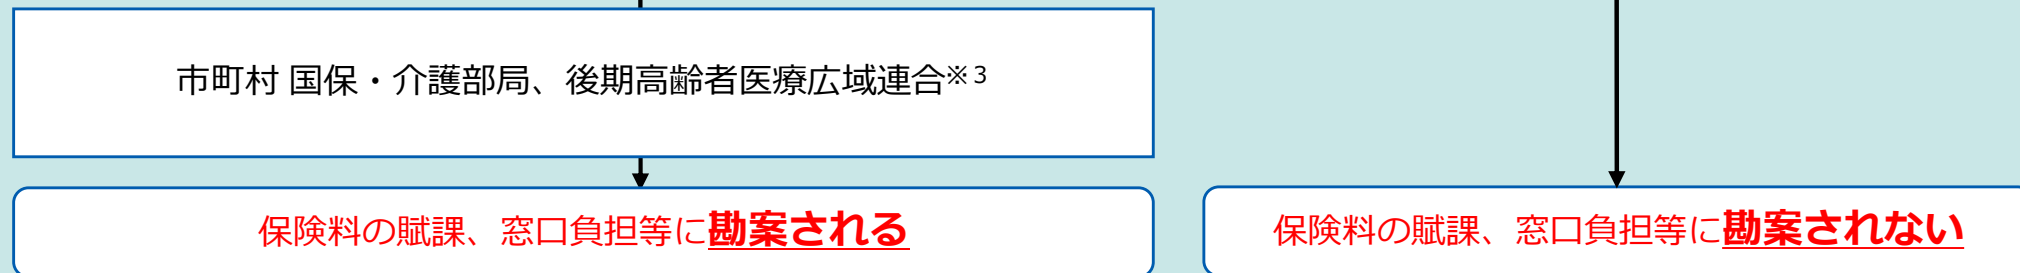 市町村 国保・介護部局、後期高齢者医療広域連合※3
保険料の賦課、窓口負担等に勘案される
保険料の賦課、窓口負担等に勘案されない